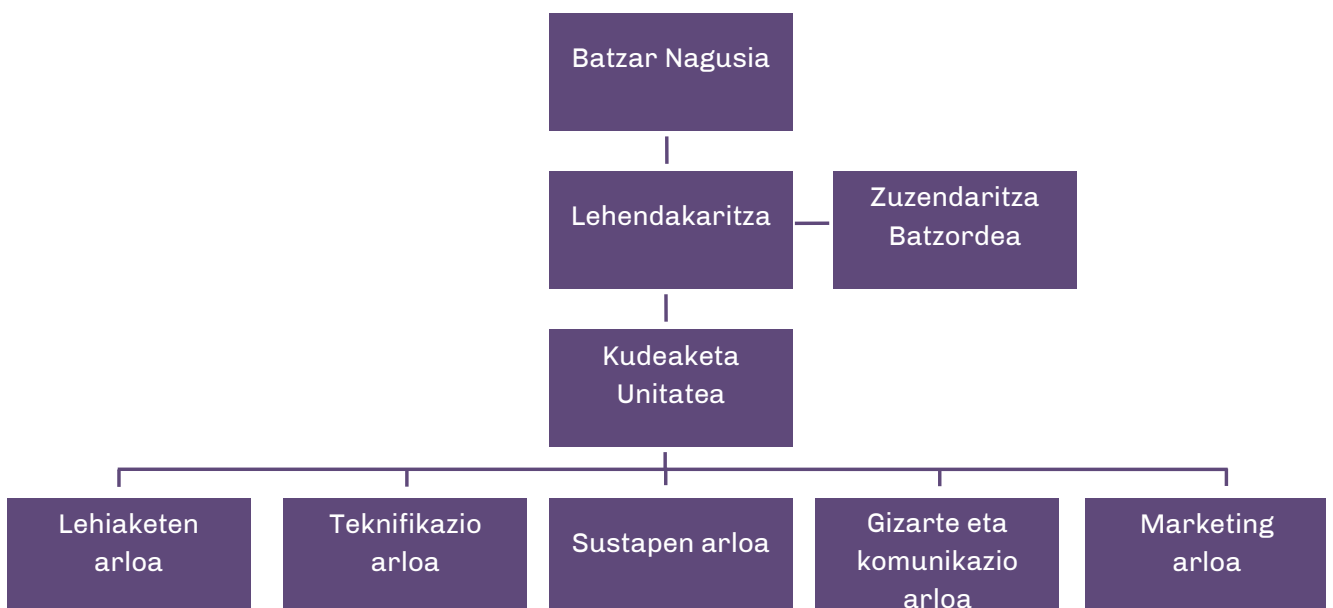 Batzar Nagusia
Lehendakaritza
Zuzendaritza
Batzordea
Kudeaketa
Unitatea
Lehiaketen
arloa
Teknifikazio
arloa
Sustapen arloa
Gizarte eta
komunikazio
arloa
Marketing
arloa